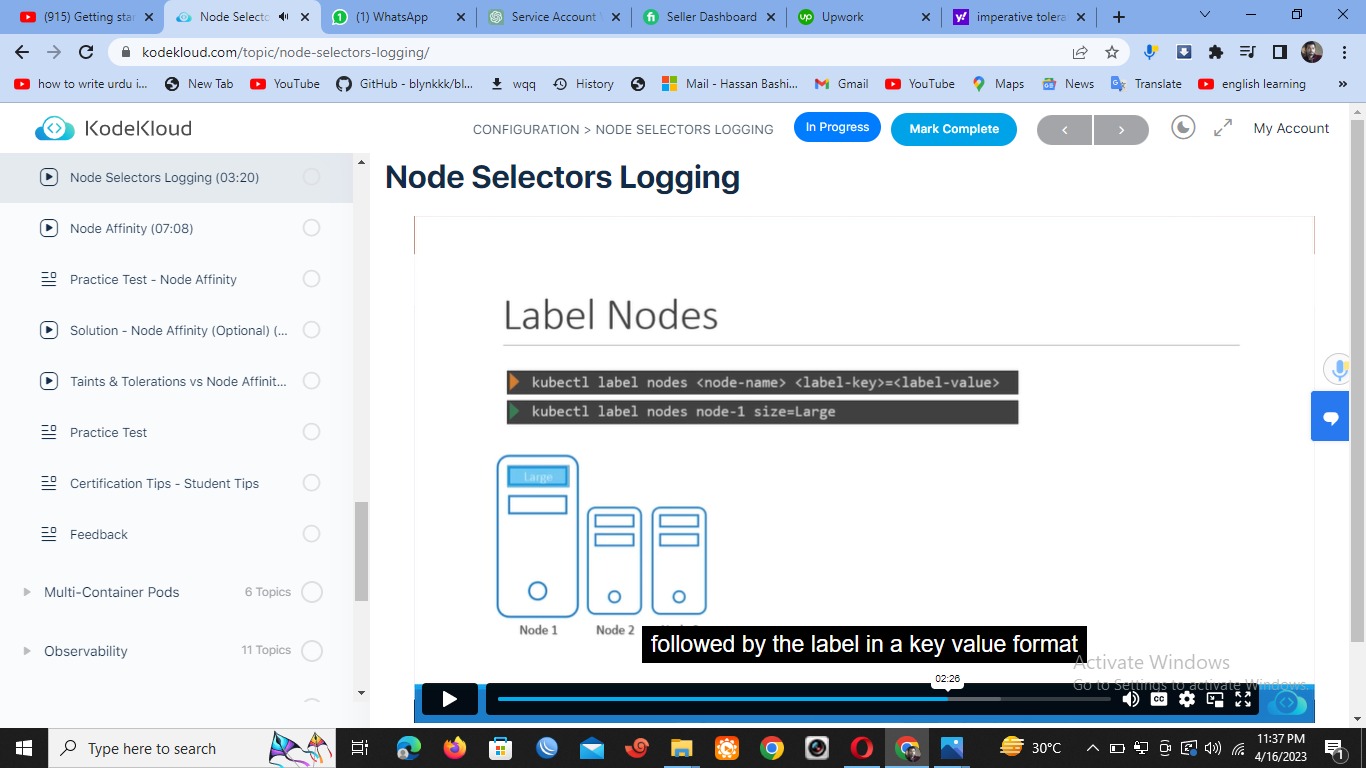 (915) Getting star
Node Selecto
(1) WhatsApp
Service Account
Seller Dashboard
Upwork
imperative tolera
kodekloud.com/topic/node-selectors-logging/
how to write urdu i...
New Tab
YouTube
GitHub - blynkkk/bl...
wqq
History
Mail - Hassan Bashi...
Gmail
YouTube
Maps
News
Translate
english learning
»
KodeKloud
CONFIGURATION > NODE SELECTORS LOGGING
In Progress
Mark Complete
My Account
Node Selectors Logging (03:20)
Node Affinity (07:08)
Practice Test - Node Affinity
Solution - Node Affinity (Optional) (...
Taints & Tolerations vs Node Affinit...
Practice Test
Certification Tips - Student Tips
Feedback
Multi-Container Pods 6 Topics
Observability 11 Topics
Node Selectors Logging
Label Nodes
kubectl label nodes <node-name> <label-key>=<label-value>
kubectl label nodes node-1 size=Large
Large
Node 1
Node 2
followed by the label in a key value format
02:26
CC
Activate Windows
Go to Settings to activate Windows.
Type here to search
30°C
11:37 PM
4/16/2023
1